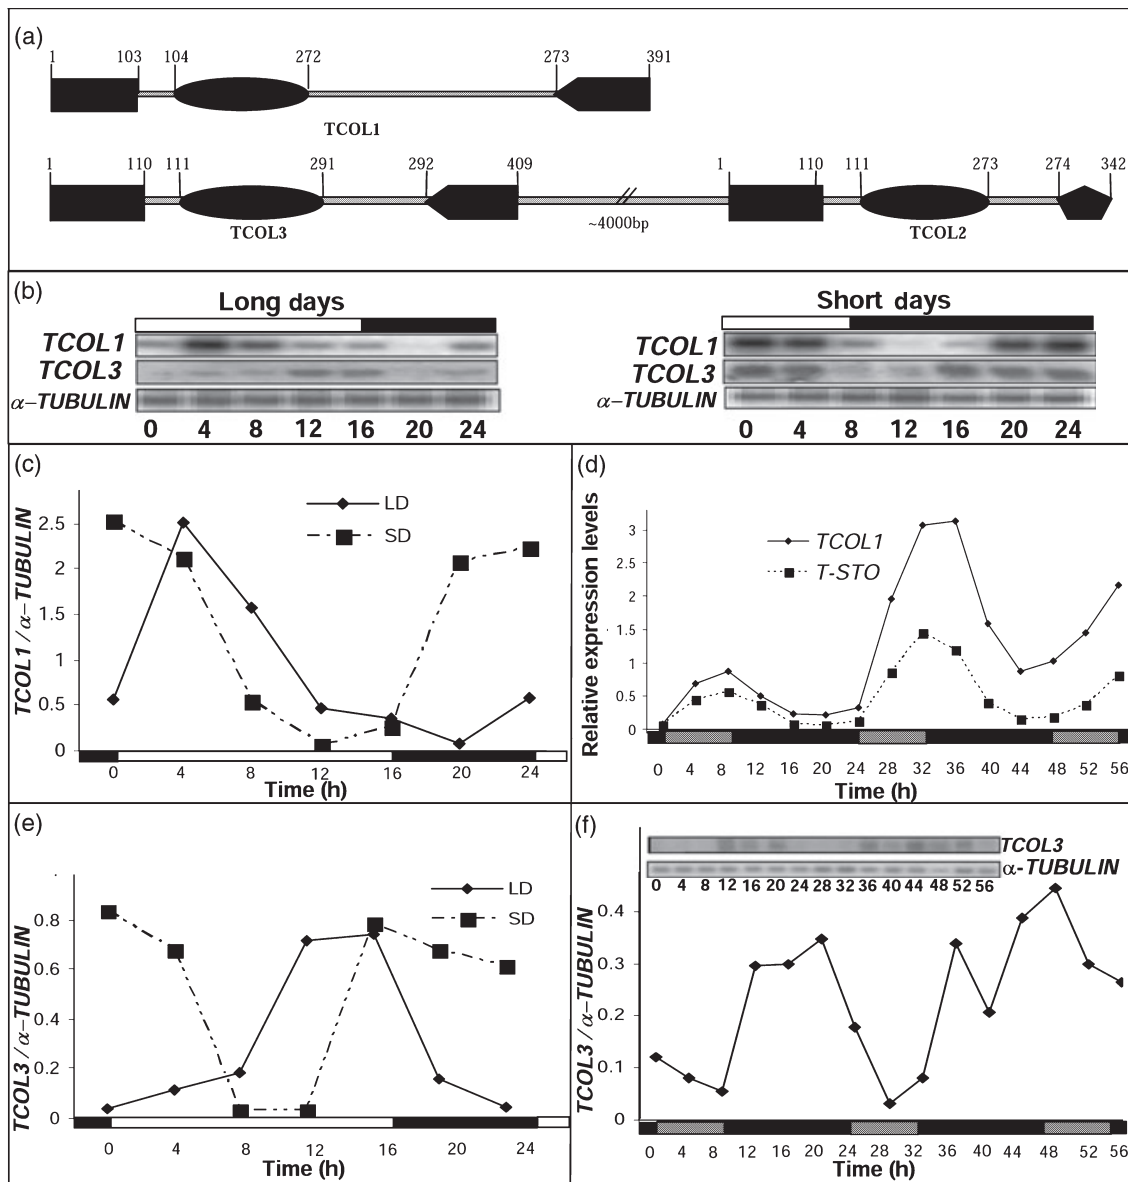 (a)
1 103 104 272 273 391
TCOL1
1 110 111 291 292 409 1 110 111 273 274 342
TCOL3 ~4000bp TCOL2
(b)
Long days Short days
TCOL1 TCOL1
TCOL3 TCOL3
α–TUBULIN α–TUBULIN
0 4 8 12 16 20 24 0 4 8 12 16 20 24
(c)
TCOL1 / α–TUBULIN
LD
SD
2.5
2
1.5
1
0.5
0
0 4 8 12 16 20 24
Time (h)
(d)
Relative expression levels
TCOL1
T-STO
3
2.5
2
1.5
1
0.5
0
0 4 8 12 16 20 24 28 32 36 40 44 48 52 56
Time (h)
(e)
TCOL3 / α–TUBULIN
LD
SD
0.8
0.6
0.4
0.2
0
0 4 8 12 16 20 24
Time (h)
(f)
TCOL3
α-TUBULIN
0 4 8 12 16 20 24 28 32 36 40 44 48 52 56
TCOL3 / α–TUBULIN
0.4
0.3
0.2
0.1
0
0 4 8 12 16 20 24 28 32 36 40 44 48 52 56
Time (h)